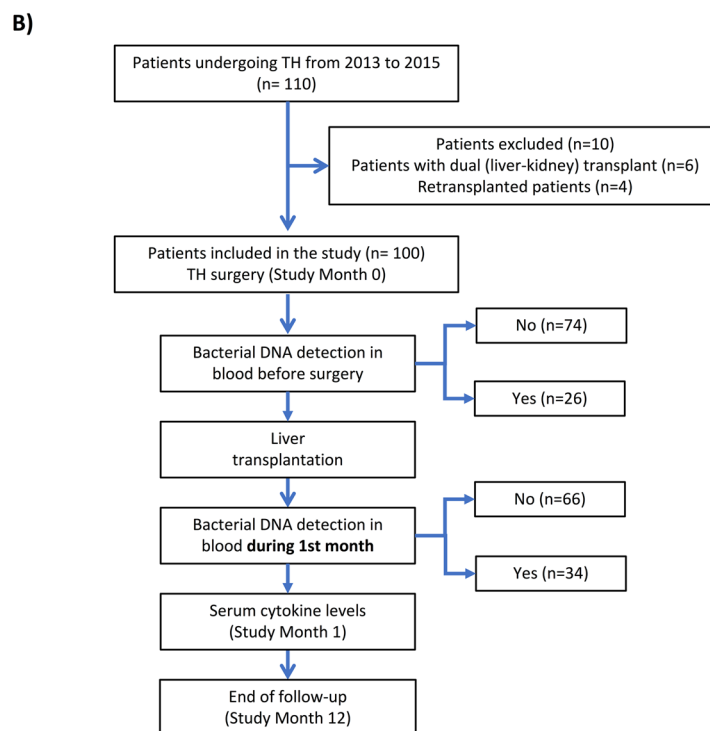 B)
Patients undergoing TH from 2013 to 2015
(n= 110)
Patients excluded (n=10)
Patients with dual (liver-kidney) transplant (n=6)
Retransplanted patients (n=4)
Patients included in the study (n= 100)
TH surgery (Study Month 0)
No (n=74)
Bacterial DNA detection in
blood before surgery
Yes (n=26)
Liver
transplantation
No (n=66)
Bacterial DNA detection in
blood during 1st month
Yes (n=34)
Serum cytokine levels
(Study Month 1)
End of follow-up
(Study Month 12)